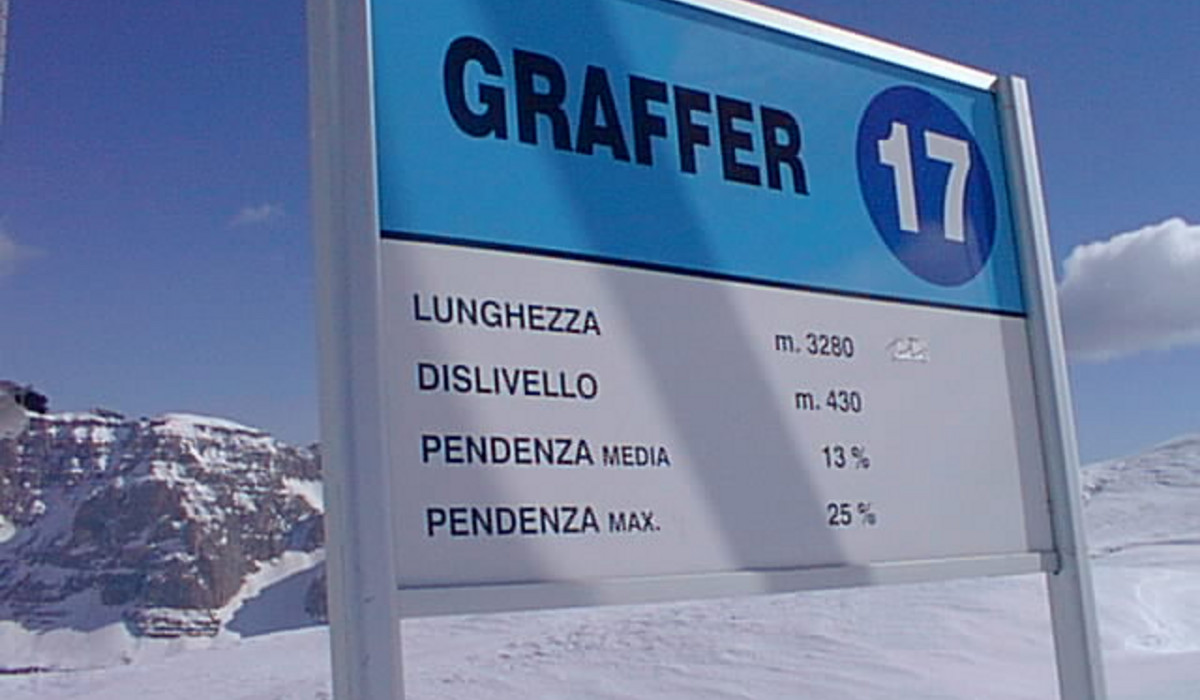 GRAFFER 17
LUNGHEZZA m. 3280
DISLIVELLO m. 430
PENDENZA MEDIA 13 %
PENDENZA MAX. 25 %